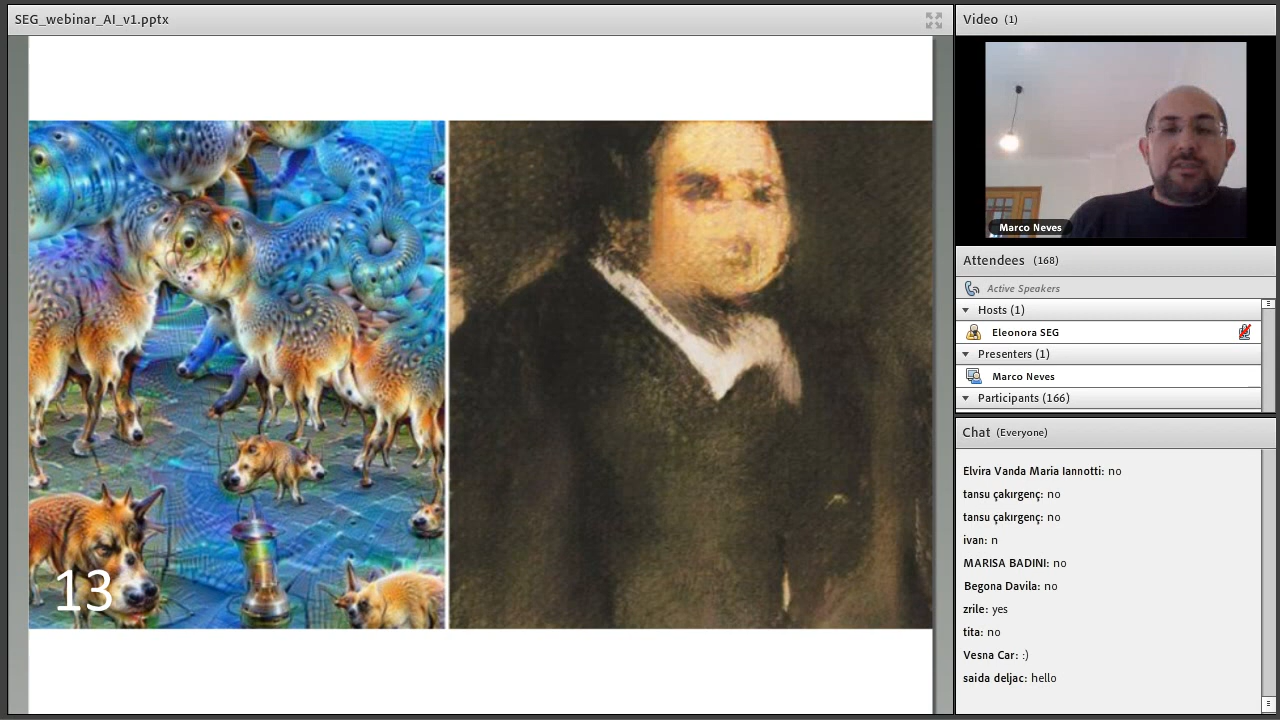 SEG_webinar_AI_v1.pptx
13
Video (1)
Marco Neves
Attendees (168)
Active Speakers
Hosts (1)
Eleonora SEG
Presenters (1)
Marco Neves
Participants (166)
Chat (Everyone)
Elvira Vanda Maria Iannotti: no
tansu çakırgenç: no
tansu çakırgenç: no
ivan: n
MARISA BADINI: no
Begona Davila: no
zrile: yes
tita: no
Vesna Car: :)
saida deljac: hello